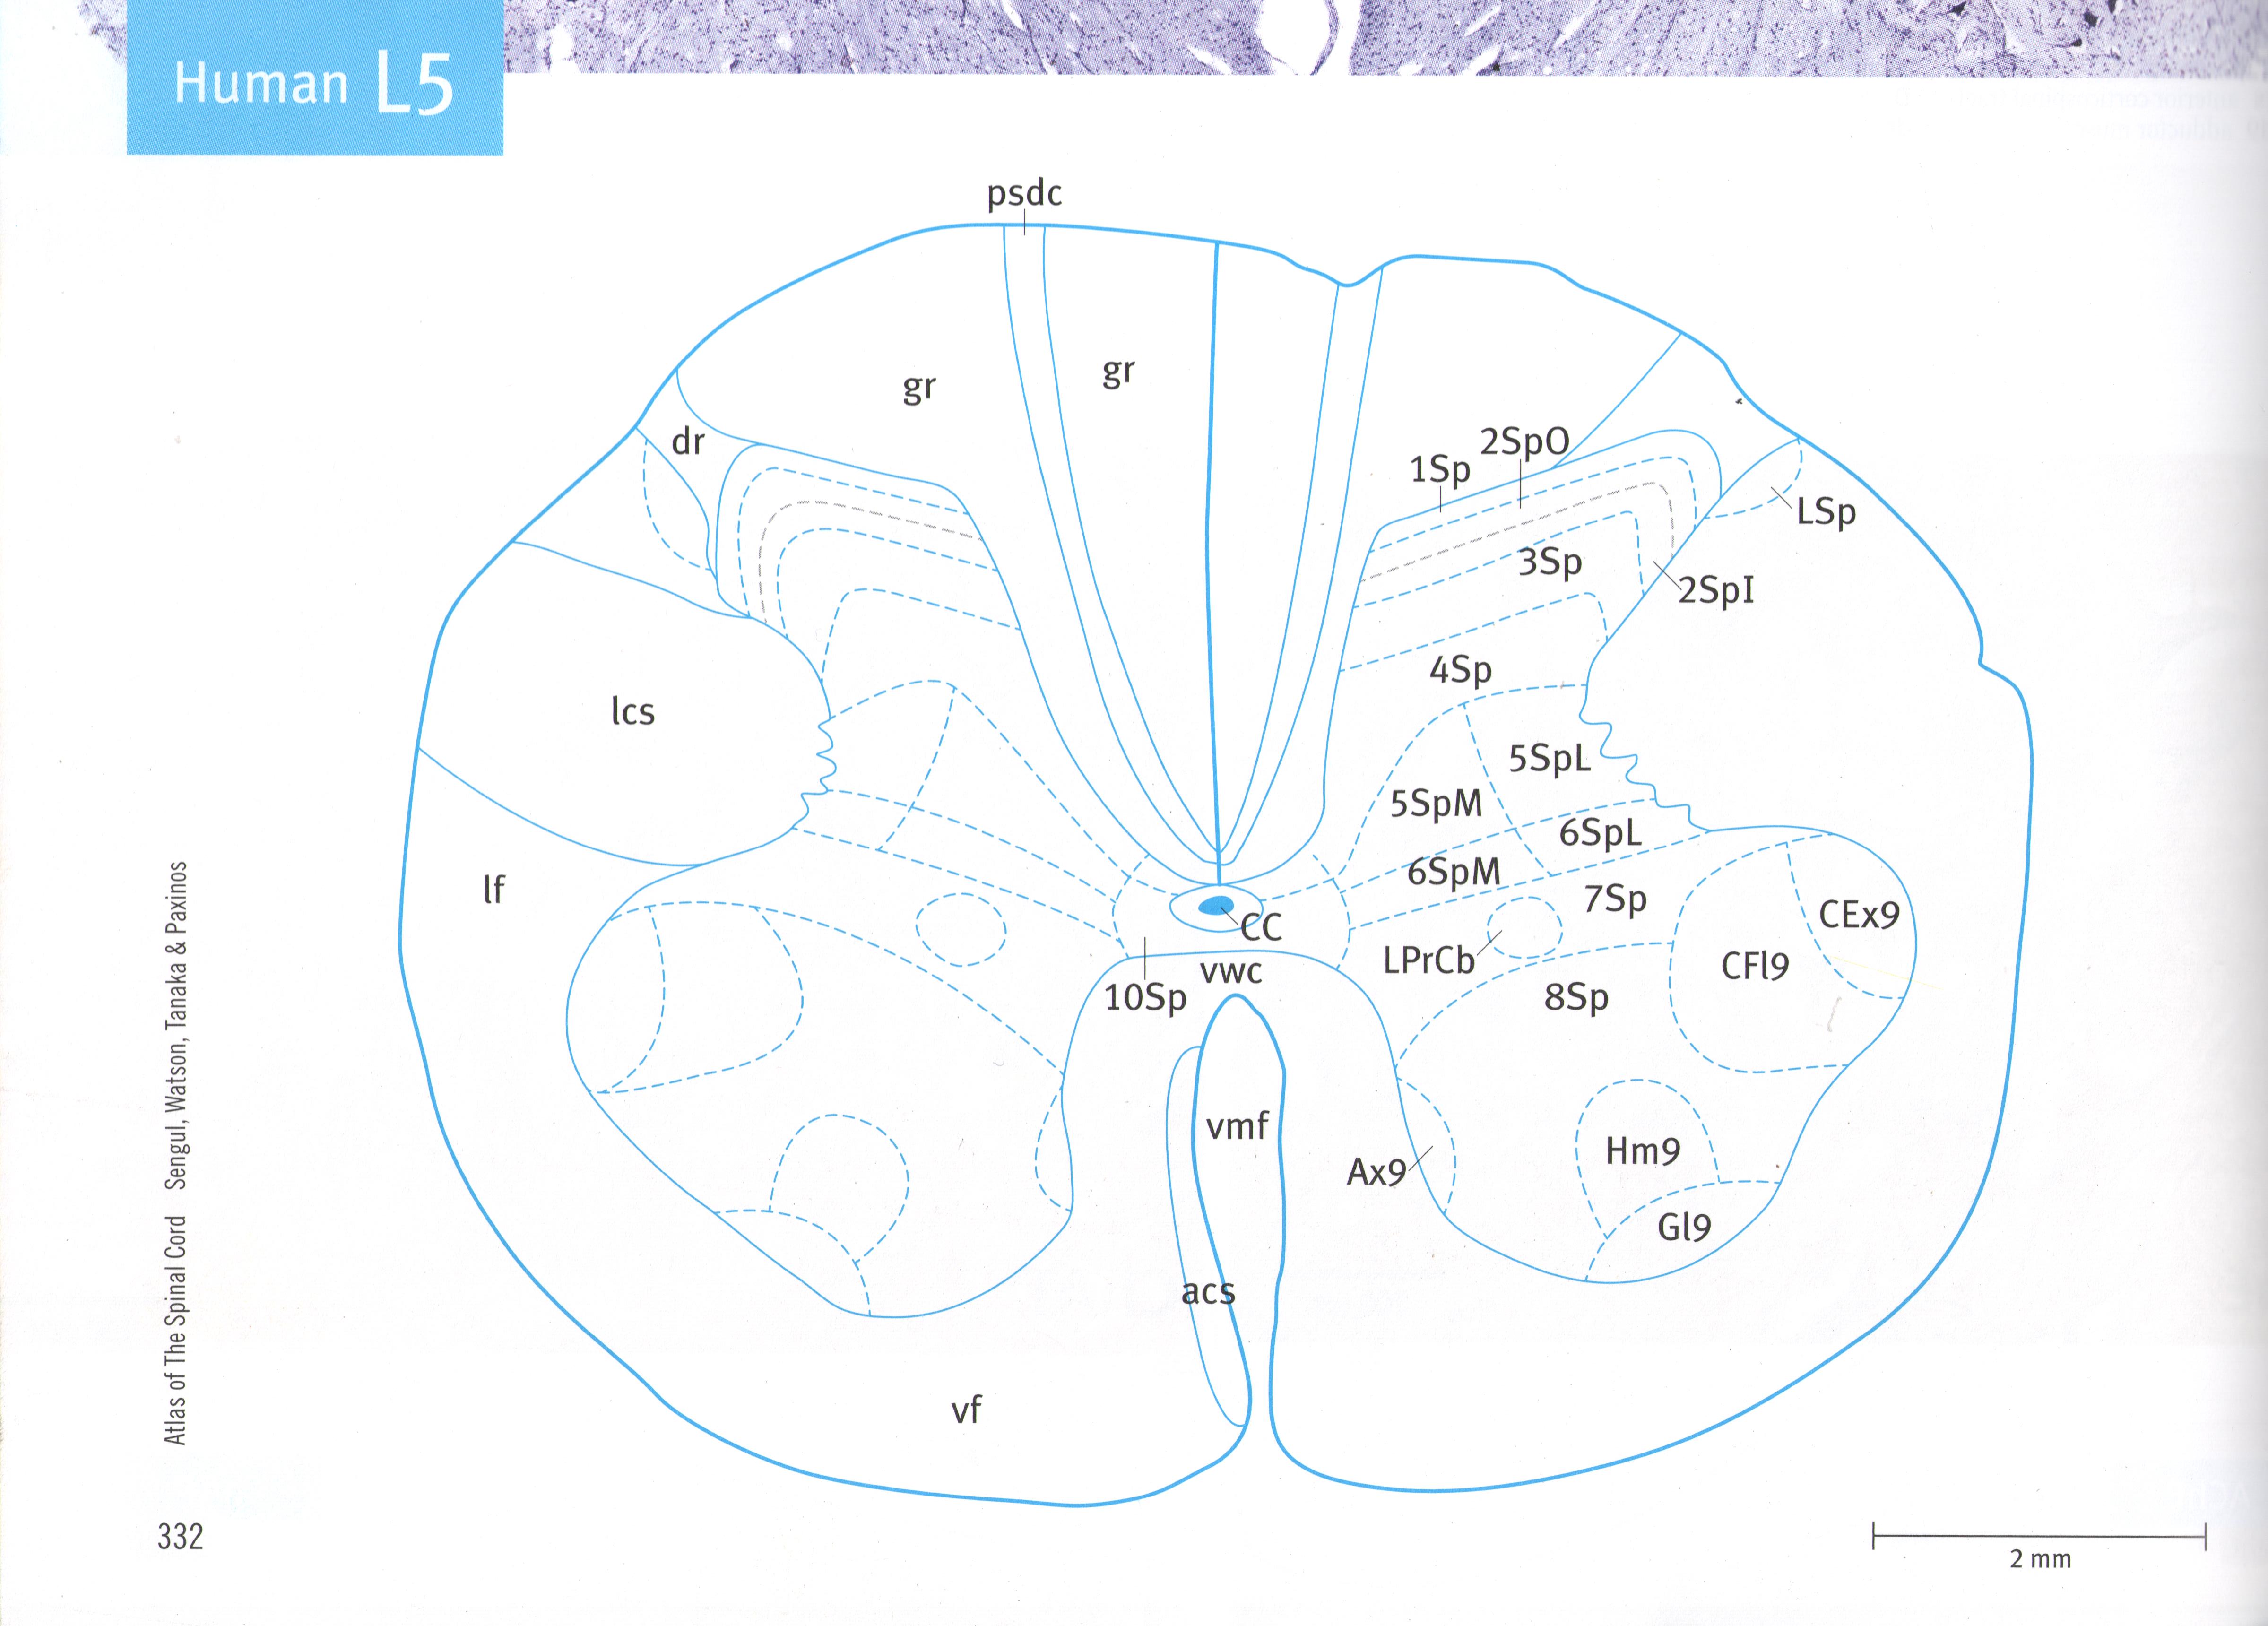 Human L5
psdc
gr
gr
dr
2SpO
1Sp
LSp
3Sp
2SpI
4Sp
lcs
5SpL
5SpM
6SpL
6SpM
lf
7Sp
CEx9
CC
LPrCb
CFl9
vwc
10Sp
8Sp
vmf
Hm9
Ax9
Gl9
acs
vf
Atlas of The Spinal Cord Sengul, Watson, Tanaka & Paxinos
332
2 mm